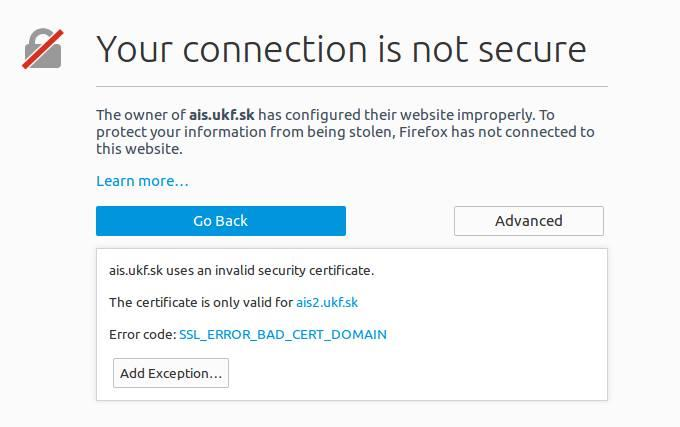 Your connection is not secure
The owner of ais.ukf.sk has configured their website improperly. To
protect your information from being stolen, Firefox has not connected to
this website.
Learn more…
Go Back
Advanced
ais.ukf.sk uses an invalid security certificate.
The certificate is only valid for ais2.ukf.sk
Error code: SSL_ERROR_BAD_CERT_DOMAIN
Add Exception…